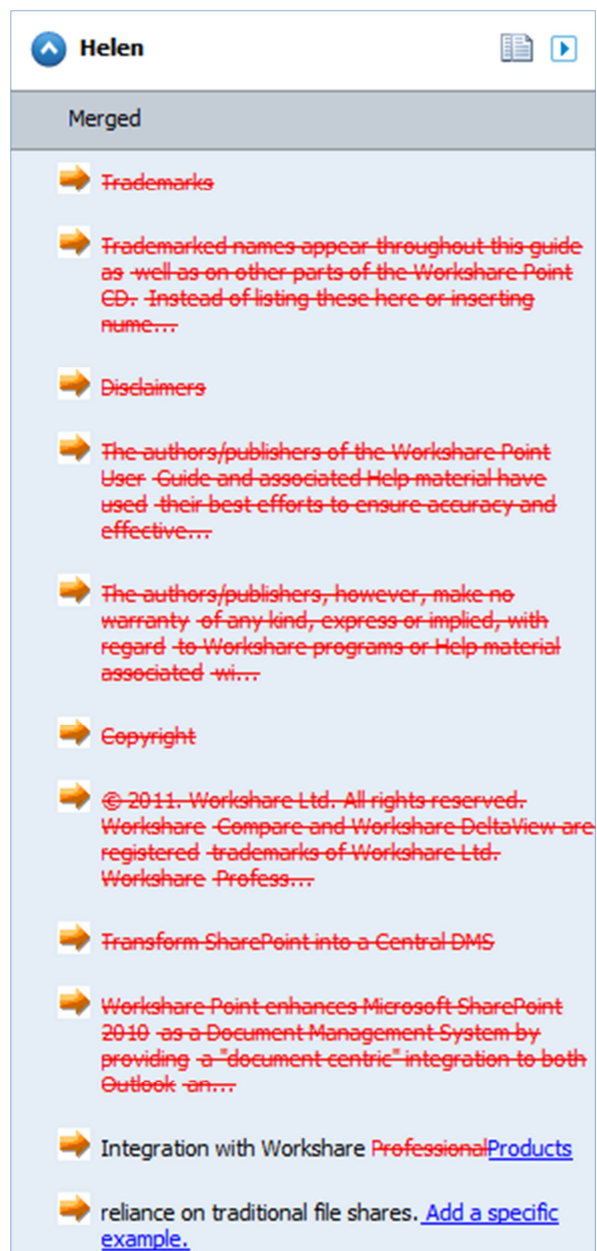 Helen
Merged
Trademarks
Trademarked names appear throughout this guide
as well as on other parts of the Workshare Point
CD. Instead of listing these here or inserting
nume...
Disclaimers
The authors/publishers of the Workshare Point
User Guide and associated Help material have
used their best efforts to ensure accuracy and
effective...
The authors/publishers, however, make no
warranty of any kind, express or implied, with
regard to Workshare programs or Help material
associated wi...
Copyright
© 2011. Workshare Ltd. All rights reserved.
Workshare Compare and Workshare DeltaView are
registered trademarks of Workshare Ltd.
Workshare Profess...
Transform SharePoint into a Central DMS
Workshare Point enhances Microsoft SharePoint
2010 as a Document Management System by
providing a "document centric" integration to both
Outlook an...
Integration with Workshare ProfessionalProducts
reliance on traditional file shares. Add a specific
example.